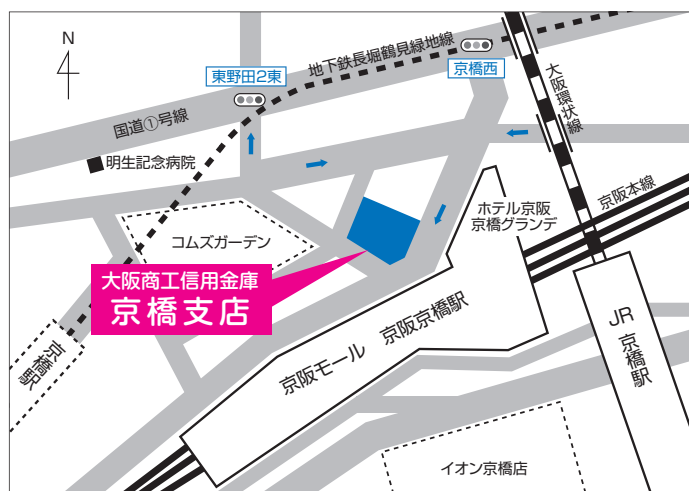 N
地下鉄長堀鶴見緑地線
京橋西
東野田2東
大阪環状線
国道①号線
明生記念病院
ホテル京阪
京橋グランデ
京阪本線
コムズガーデン
大阪商工信用金庫
京橋支店
京橋駅
京阪モール 京阪京橋駅
JR 京橋駅
イオン京橋店